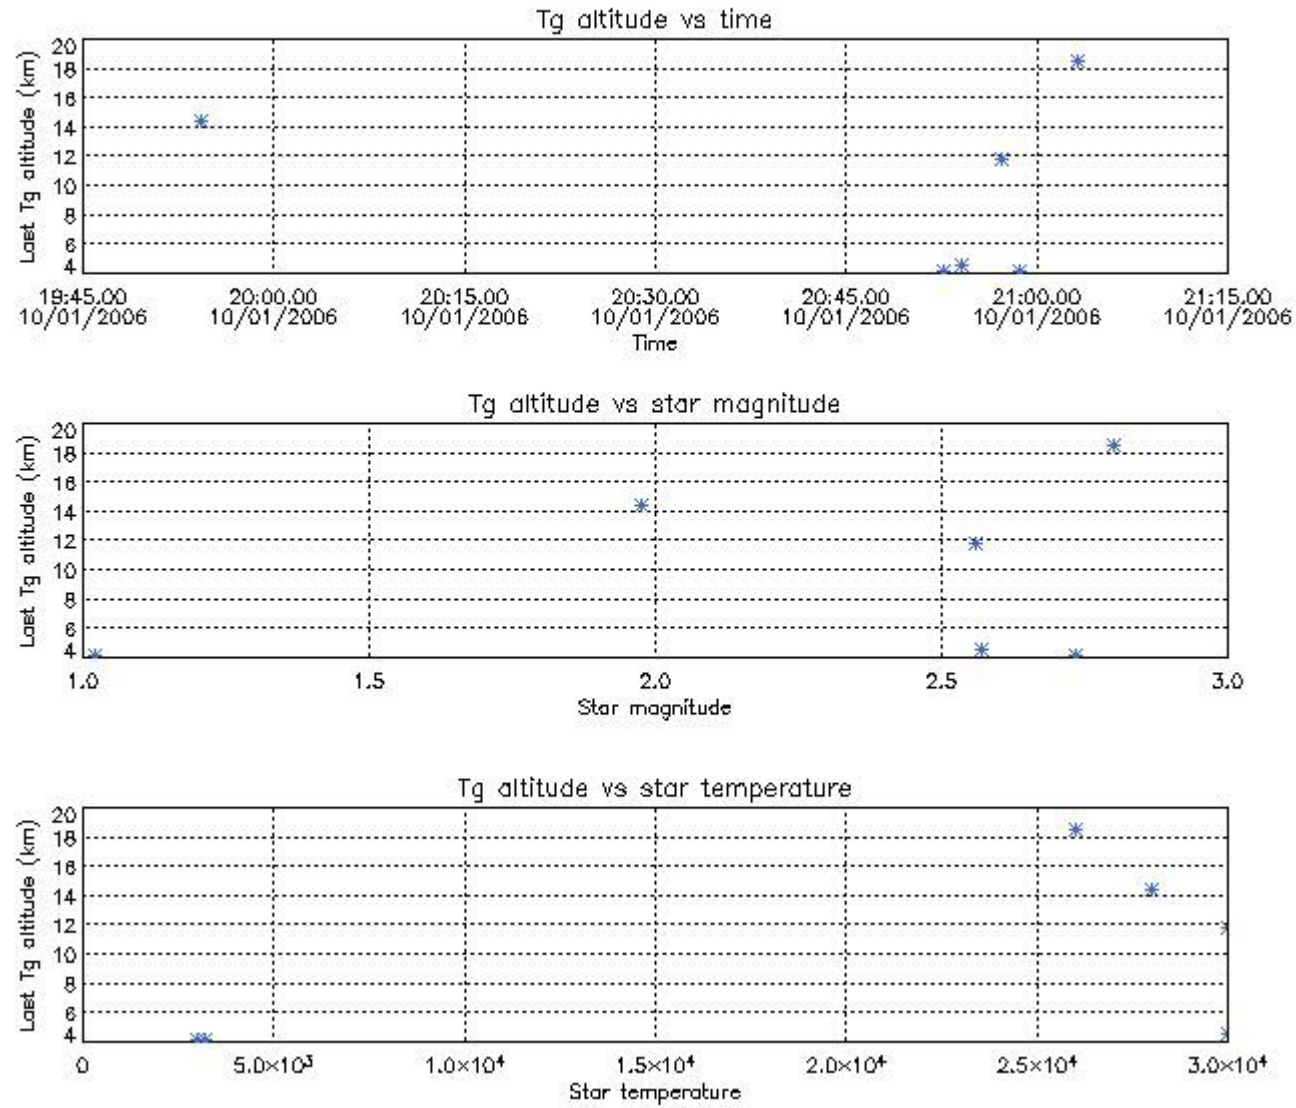 Tg altitude vs time
Last Tg altitude (km)
20
18
16
14
12
10
8
6
4
19:45.00 20:00.00 20:15.00 20:30.00 20:45.00 21:00.00 21:15.00
10/01/2006 10/01/2006 10/01/2006 10/01/2006 10/01/2006 10/01/2006 10/01/2006
Time
Tg altitude vs star magnitude
Last Tg altitude (km)
20
18
16
14
12
10
8
6
4
1.0 1.5 2.0 2.5 3.0
Star magnitude
Tg altitude vs star temperature
Last Tg altitude (km)
20
18
16
14
12
10
8
6
4
0 5.0×10³ 1.0×10⁴ 1.5×10⁴ 2.0×10⁴ 2.5×10⁴ 3.0×10⁴
Star temperature